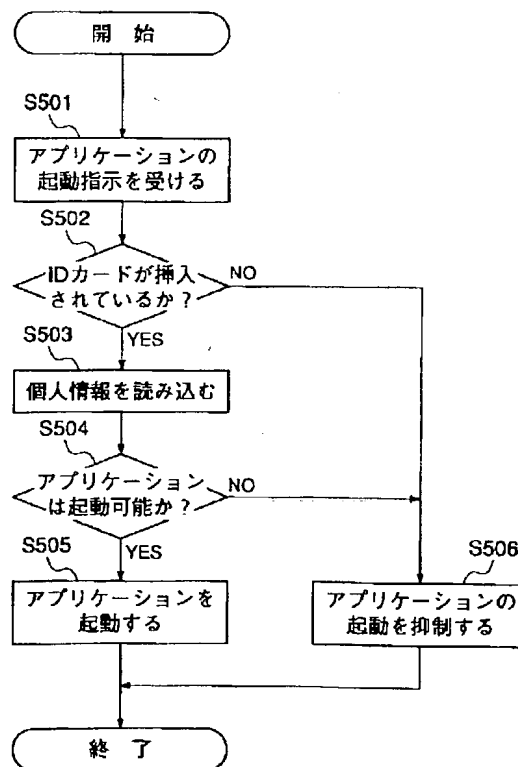 開 始
S501
アプリケーションの
起動指示を受ける
S502
IDカードが挿入
されているか?
NO
YES
S503
個人情報を読み込む
S504
アプリケーション
は起動可能か?
NO
YES
S505
アプリケーションを
起動する
S506
アプリケーションの
起動を抑制する
終 了